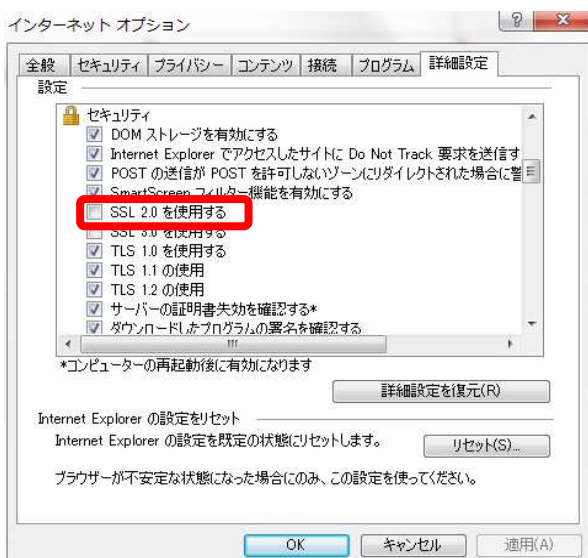 インターネット オプション
全般 セキュリティ プライバシー コンテンツ 接続 プログラム 詳細設定
設定
セキュリティ
DOM ストレージを有効にする
Internet Explorer でアクセスしたサイトに Do Not Track 要求を送信す
POST の送信が POST を許可しないゾーンにリダイレクトされた場合に警
SmartScreen フィルター機能を有効にする
SSL 2.0 を使用する
SSL 3.0 を使用する
TLS 1.0 を使用する
TLS 1.1 の使用
TLS 1.2 の使用
サーバーの証明書失効を確認する*
ダウンロードしたプログラムの署名を確認する
*コンピューターの再起動後に有効になります
詳細設定を復元(R)
Internet Explorer の設定をリセット
Internet Explorer の設定を既定の状態にリセットします。
リセット(S)...
ブラウザーが不安定な状態になった場合にのみ、この設定を使ってください。
OK キャンセル 適用(A)